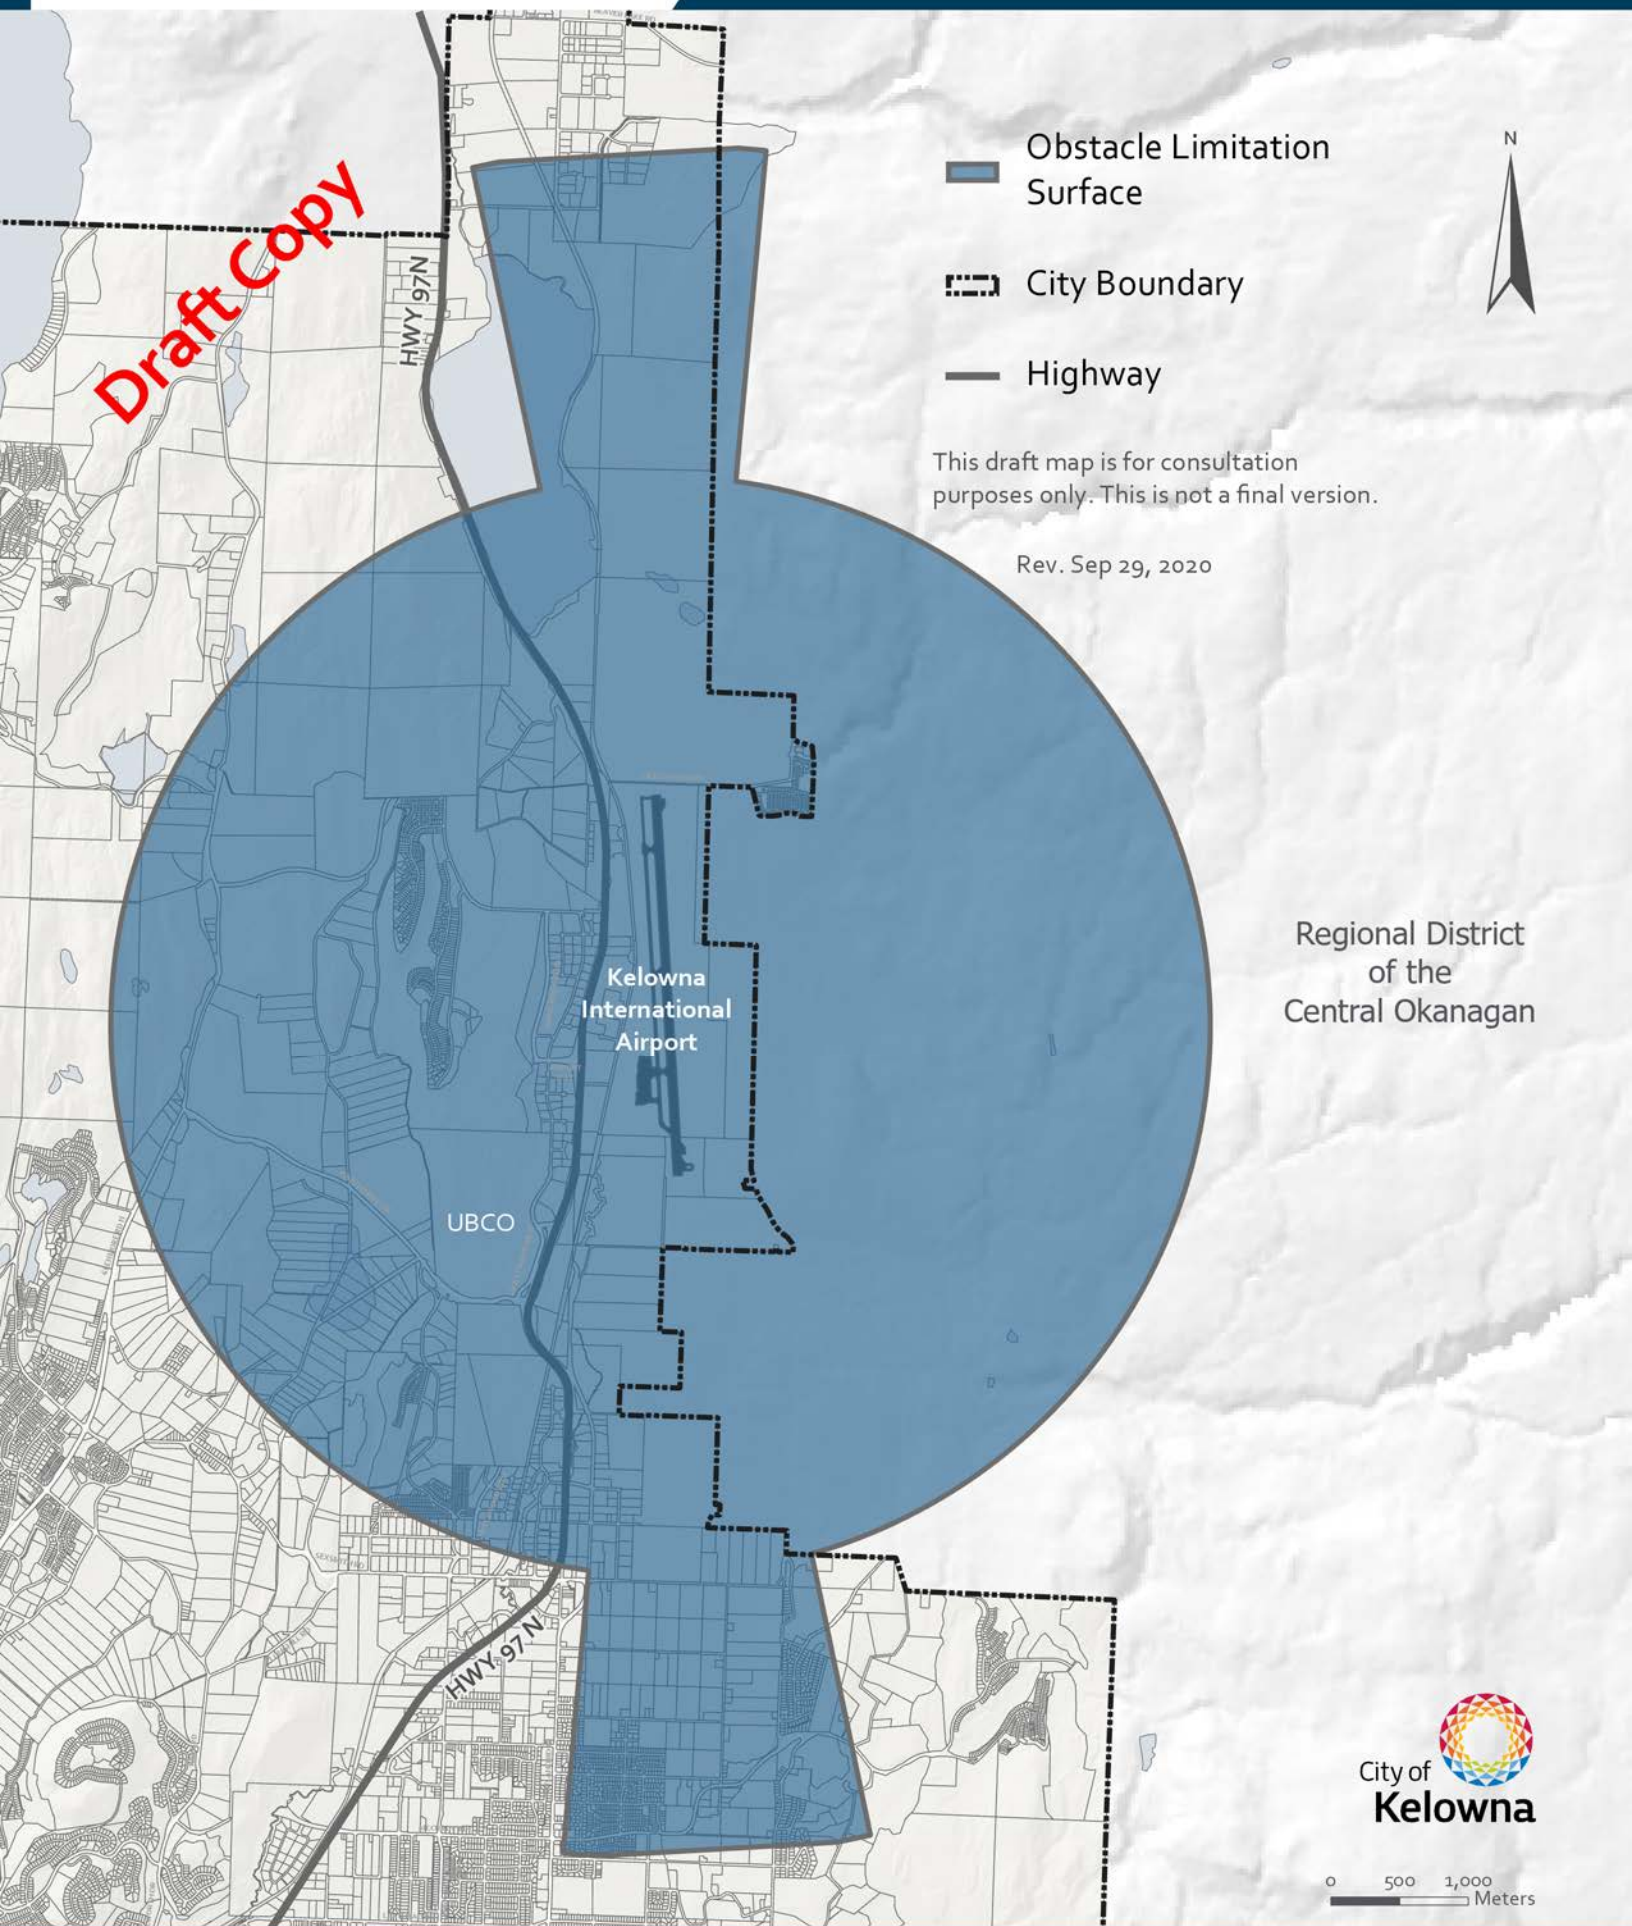 Obstacle Limitation
Surface
N
Draft Copy
HWY 97N
City Boundary
Highway
This draft map is for consultation
purposes only. This is not a final version.
Rev. Sep 29, 2020
Regional District
of the
Central Okanagan
Kelowna
International
Airport
UBCO
HWY 97 N
City of
Kelowna
0 500 1,000
Meters